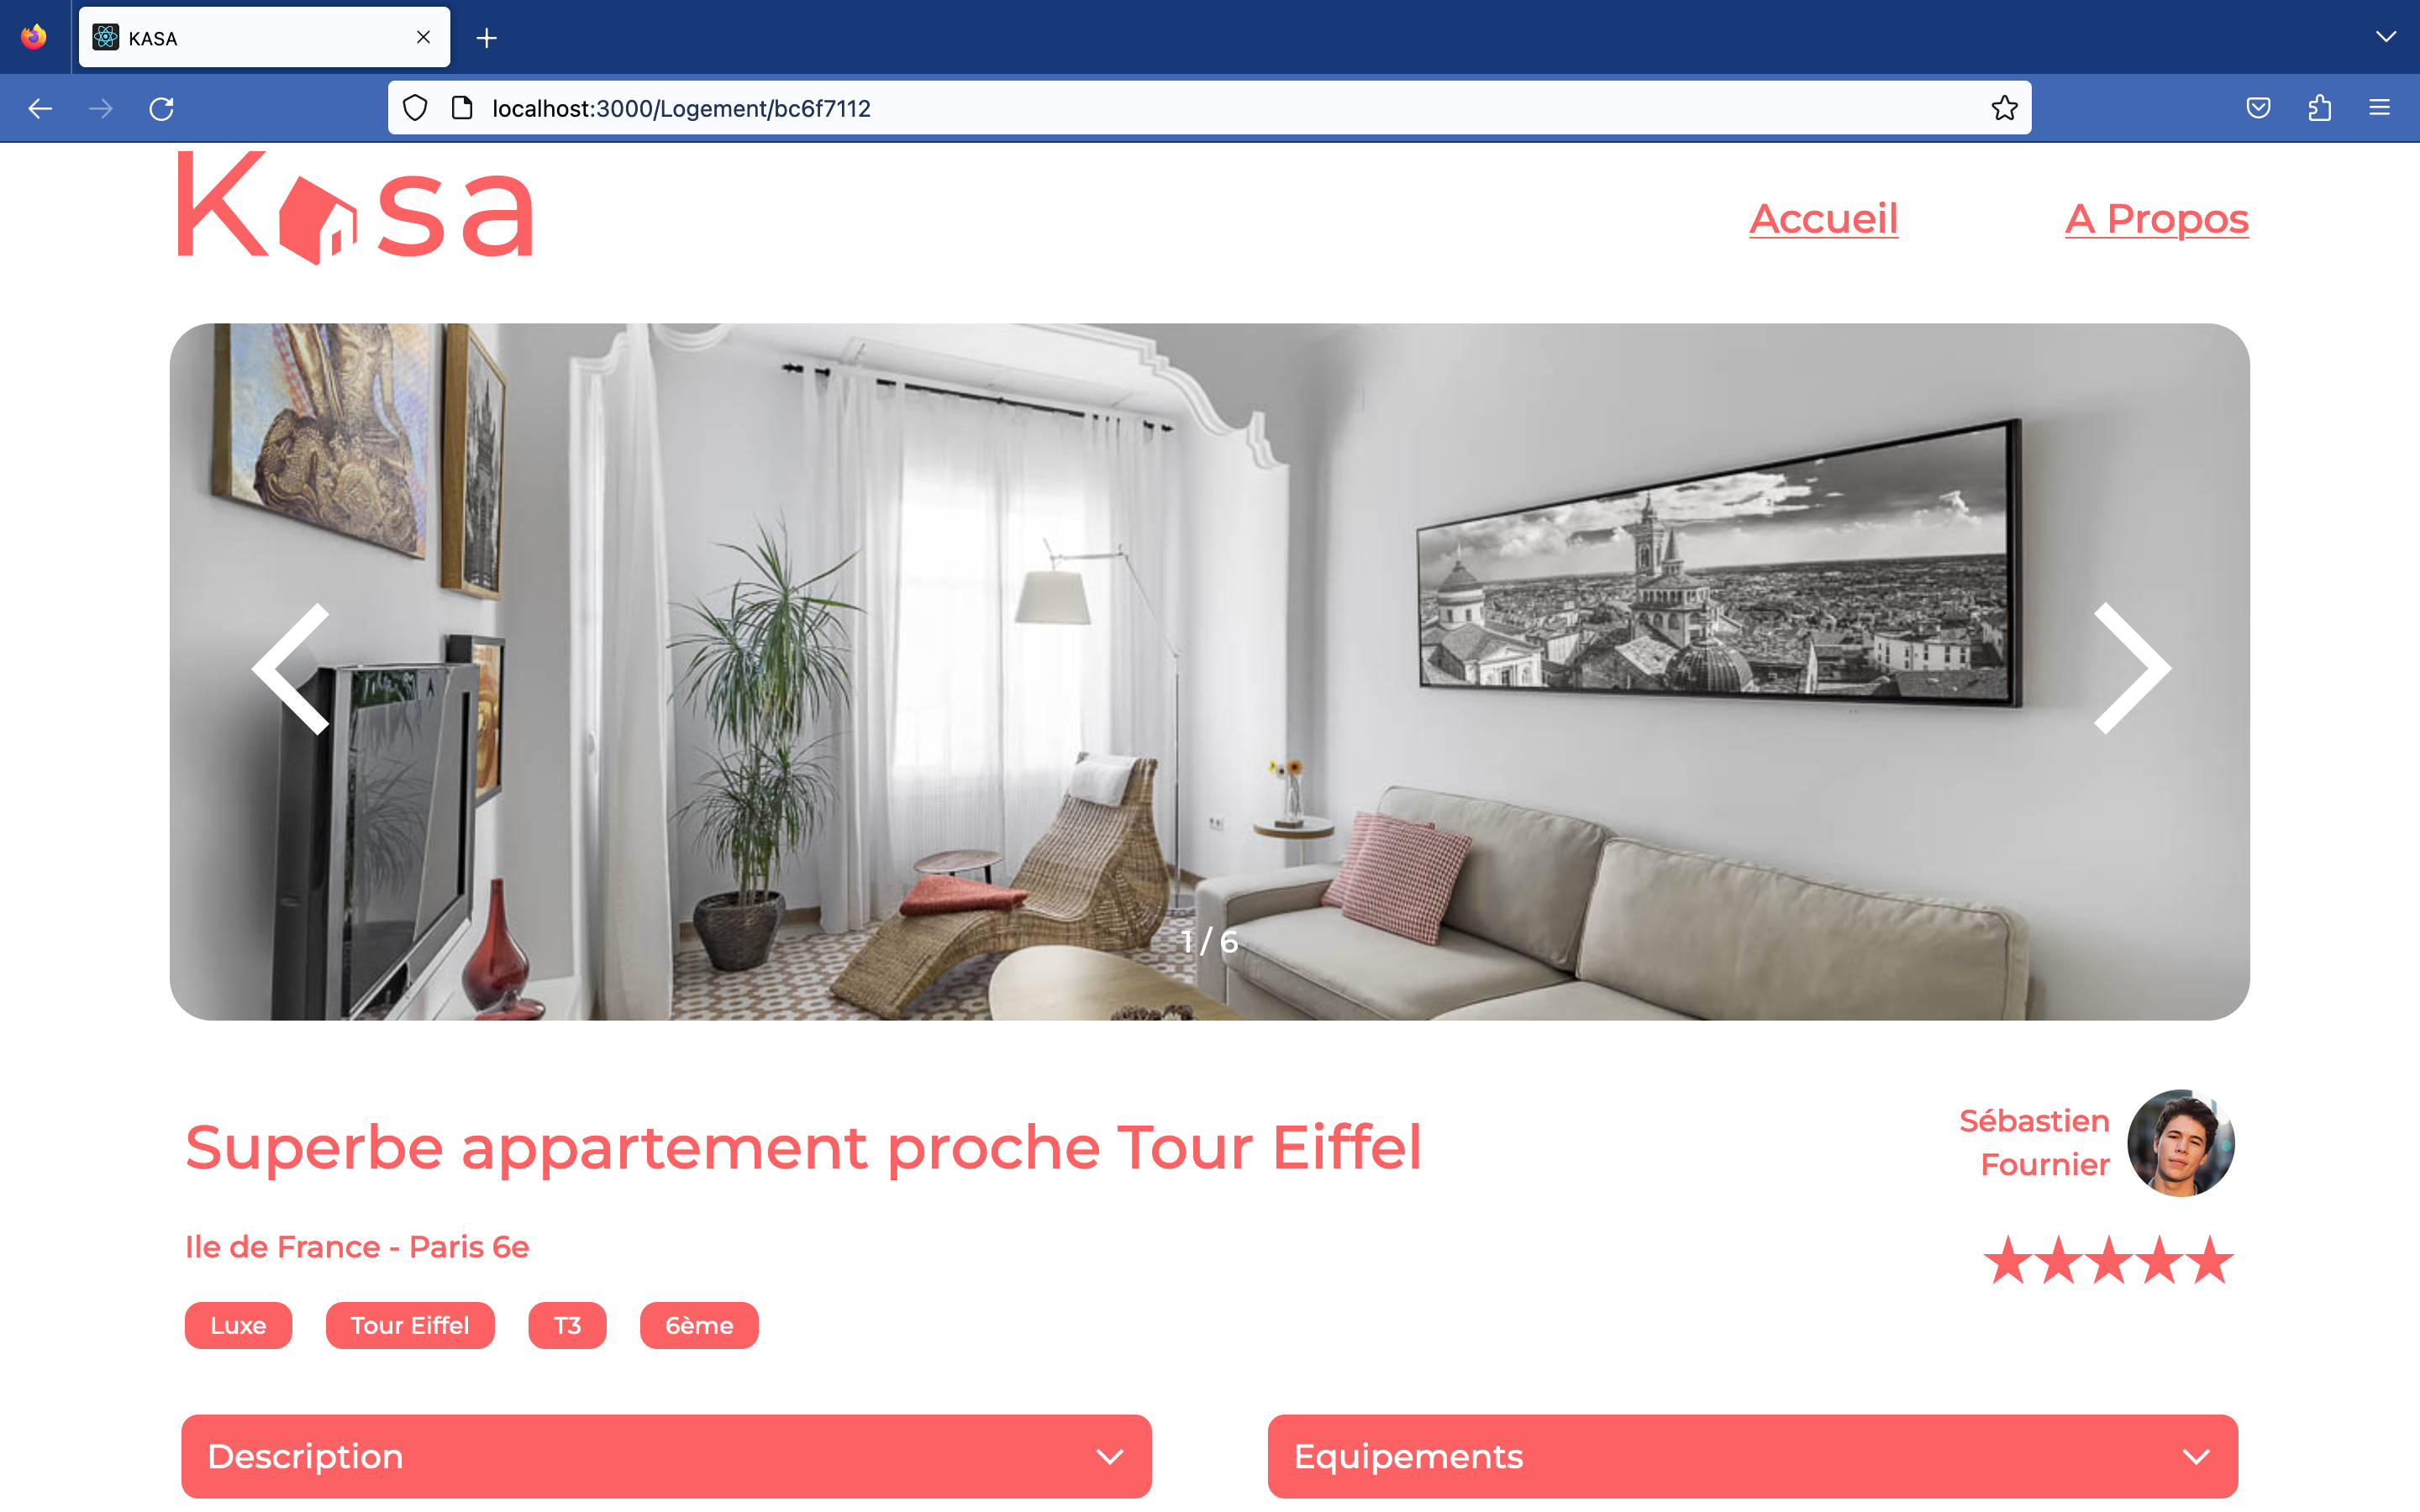 KASA
localhost:3000/Logement/bc6f7112
Kasa
Accueil
A Propos
1 / 6
Superbe appartement proche Tour Eiffel
Sébastien
Fournier
Ile de France - Paris 6e
Luxe
Tour Eiffel
T3
6ème
Description
Equipements